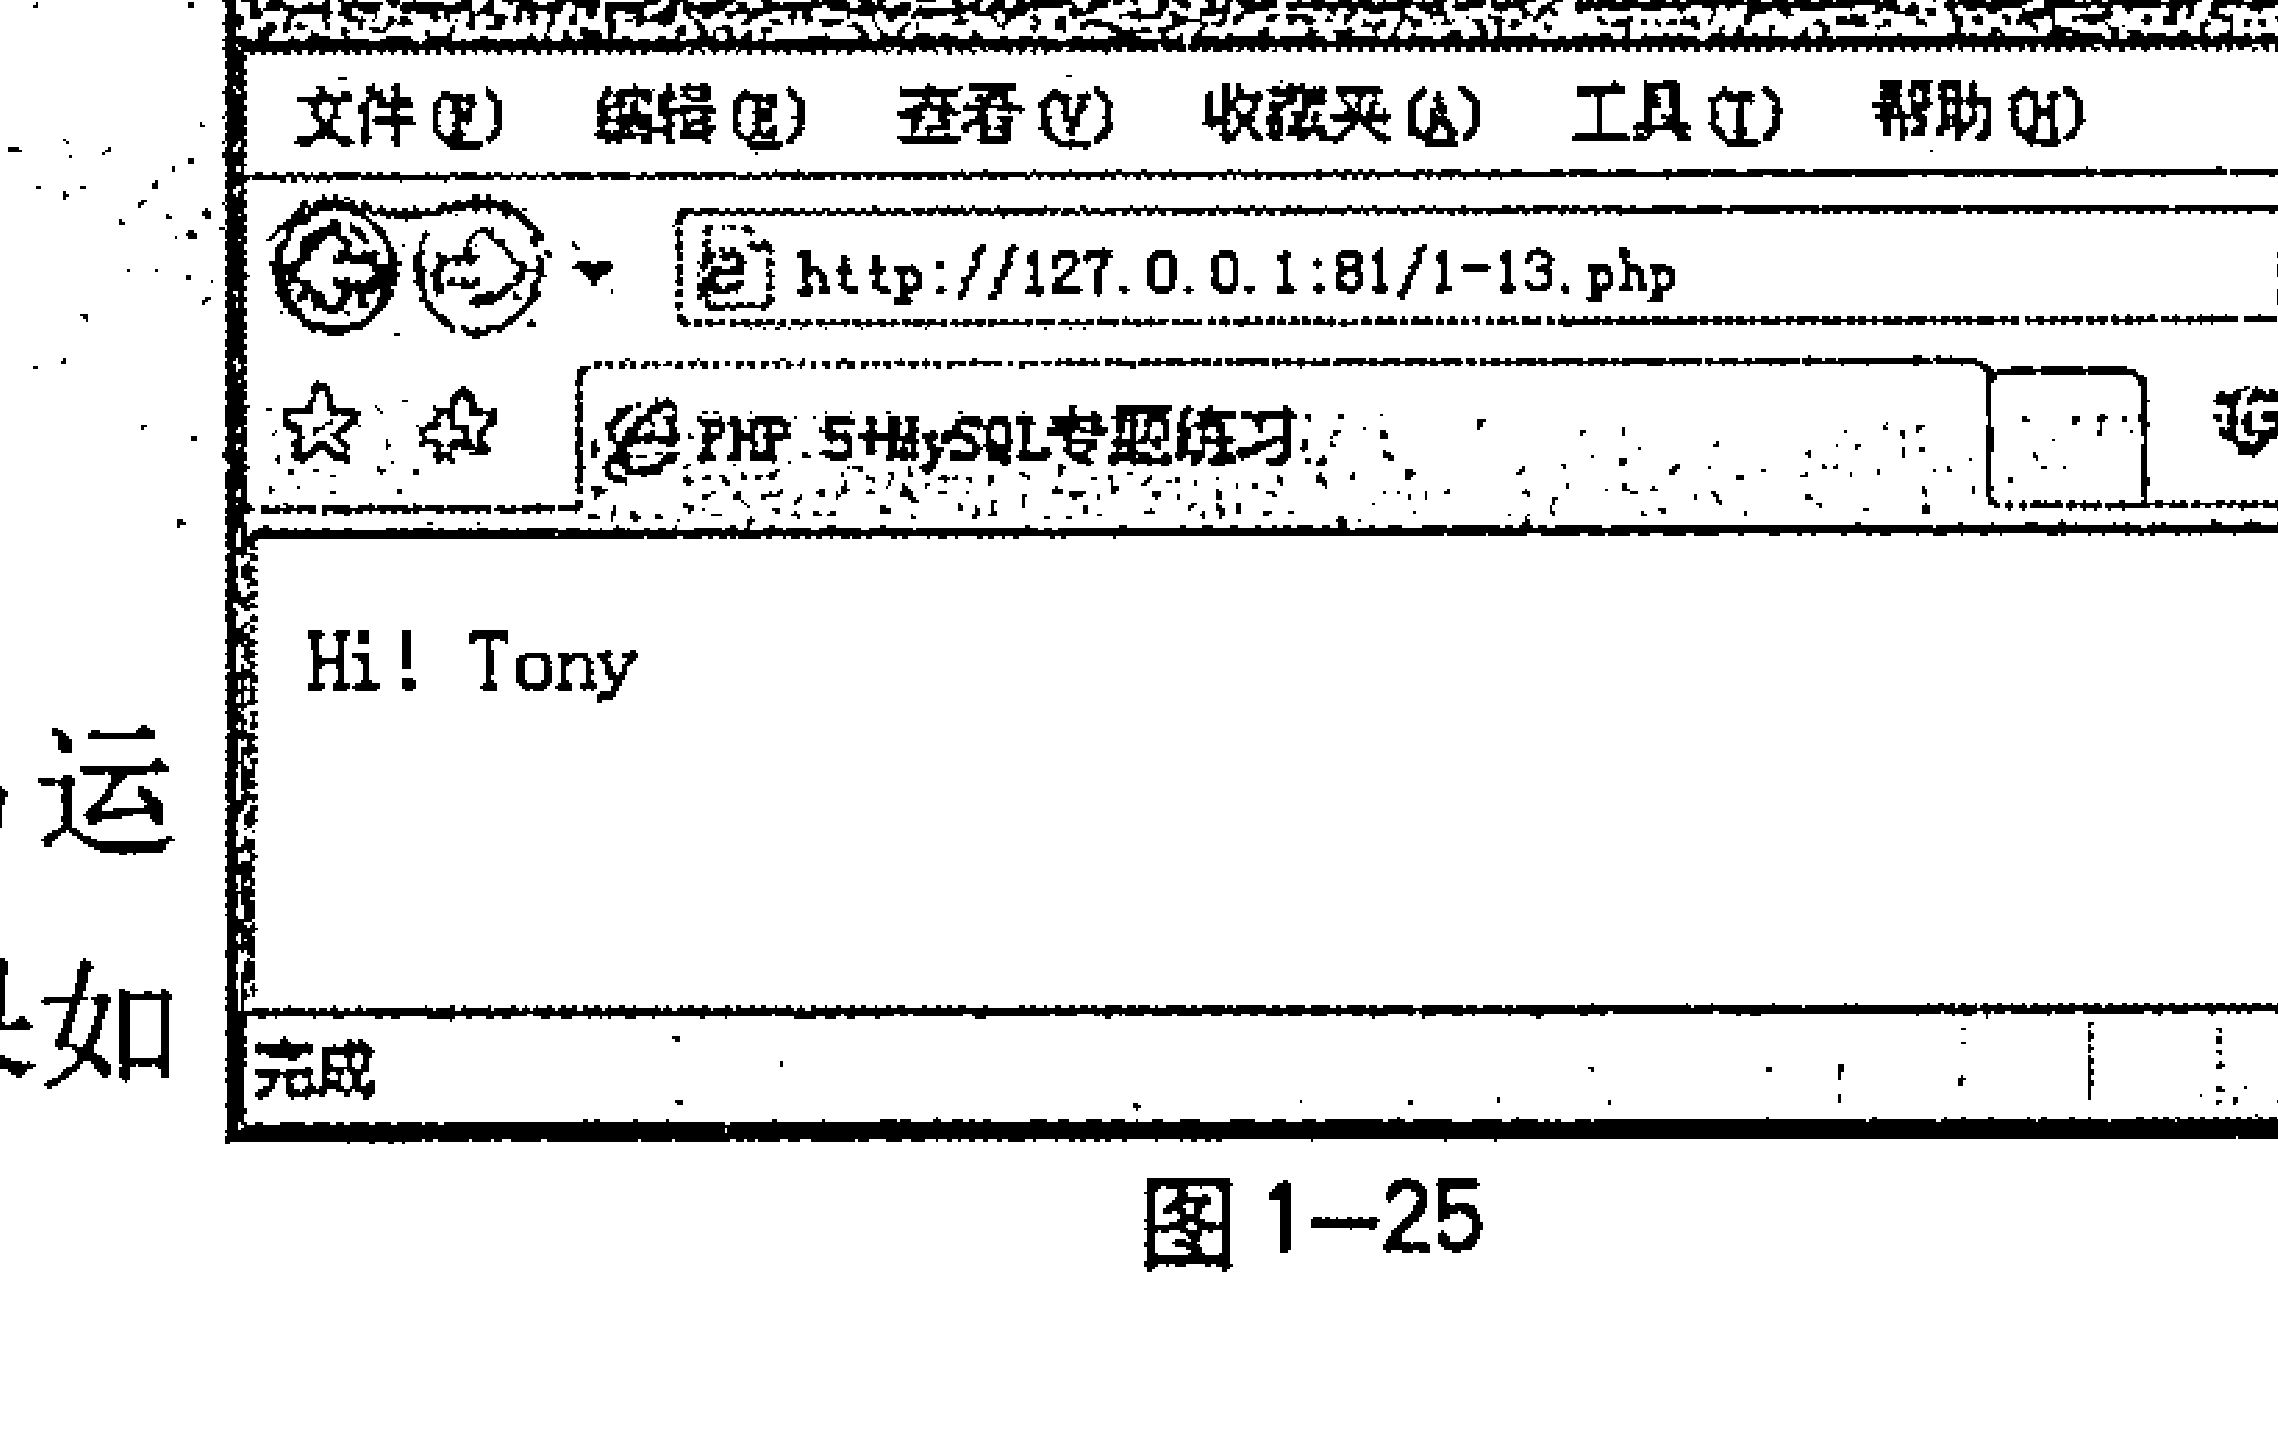 文件(F) 编辑(E) 查看(V) 收藏夹(A) 工具(T) 帮助(H)
http://127.0.0.1:81/1-13.php
PHP 5+MySQL专题练习
Hi! Tony
运
如
完成
图 1—25